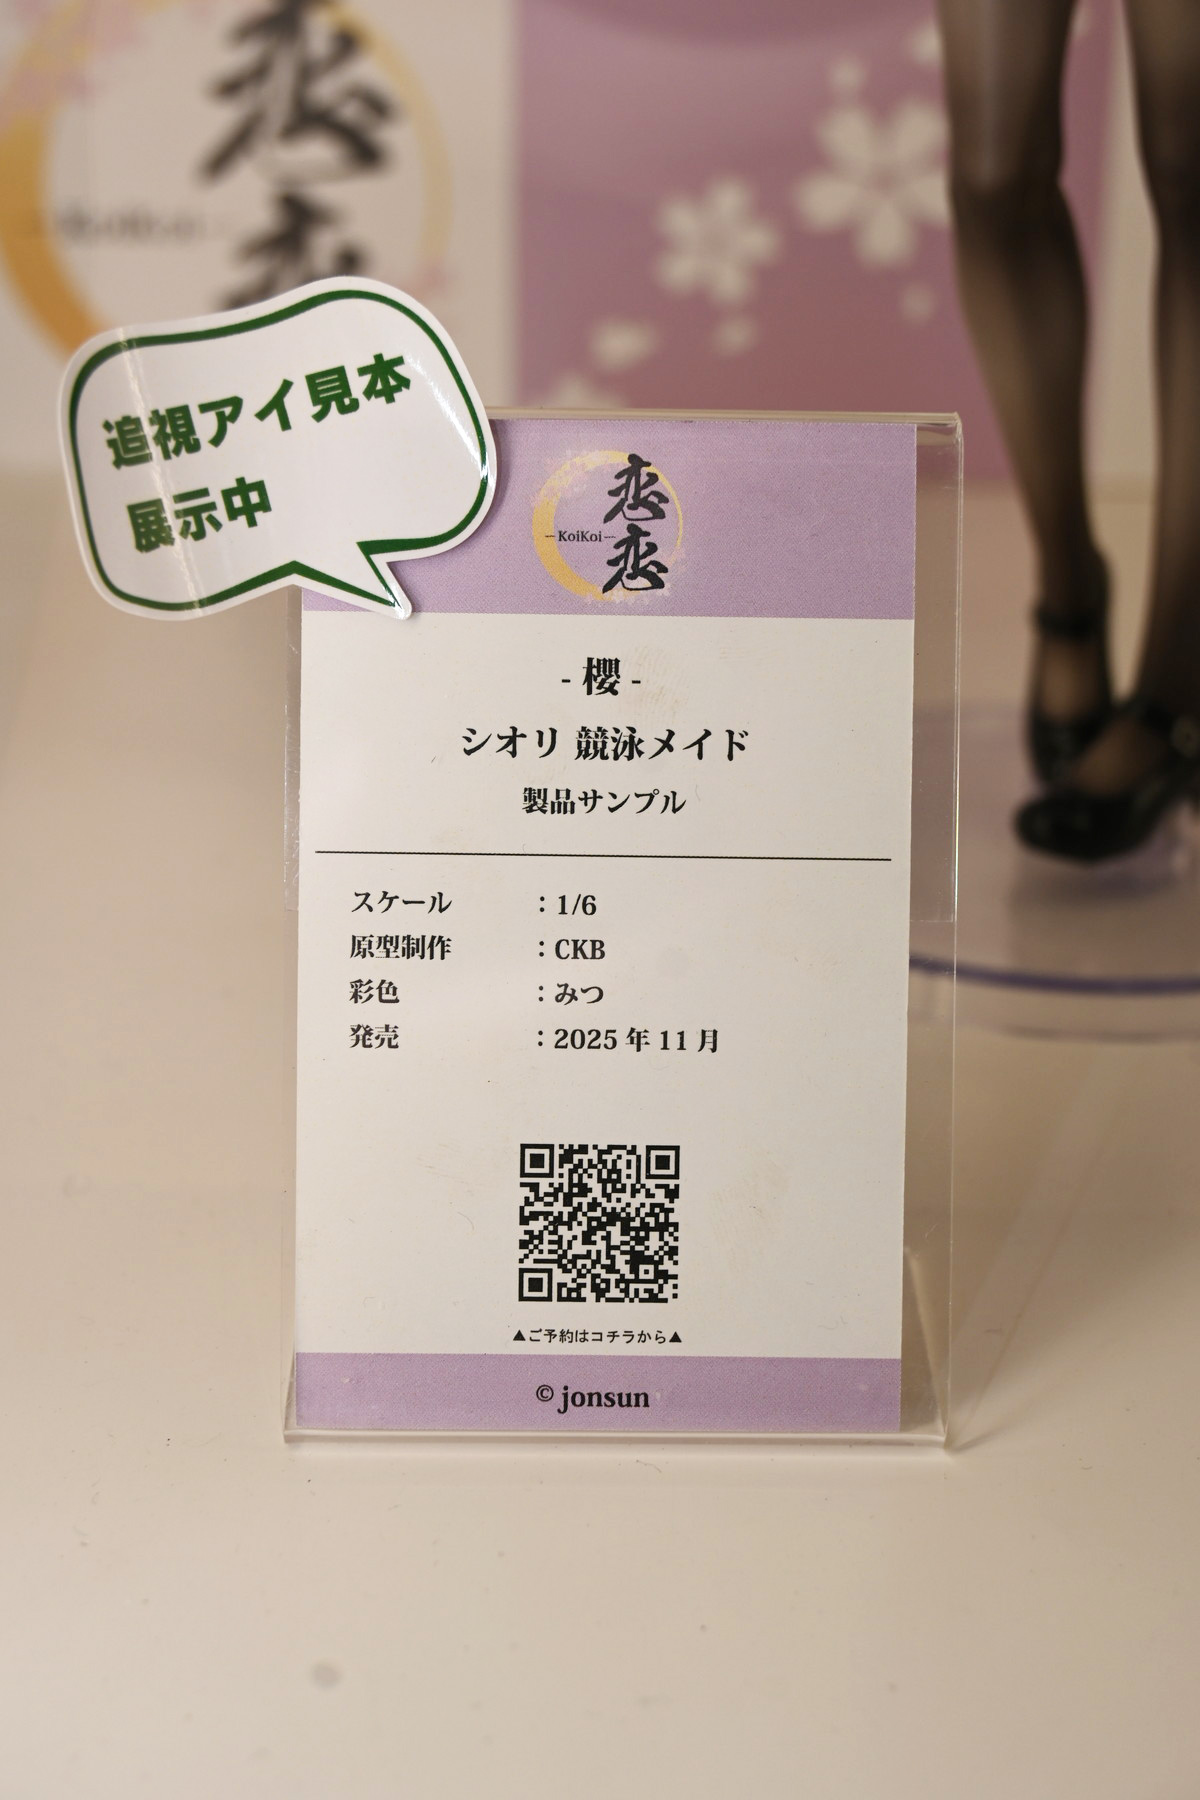 恋
恋
KoiKoi
追視アイ見本
展示中
恋
恋
KoiKoi
- 櫻 -
シオリ 競泳メイド
製品サンプル
スケール : 1/6
原型制作 : CKB
彩色 : みつ
発売 : 2025年11月
▲ご予約はコチラから▲
© jonsun